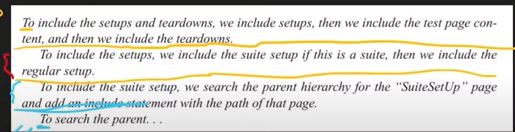 To include the setups and teardowns, we include setups, then we include the test page con-
tent, and then we include the teardowns.
To include the setups, we include the suite setup if this is a suite, then we include the
regular setup.
To include the suite setup, we search the parent hierarchy for the “SuiteSetUp” page
and add an include statement with the path of that page.
To search the parent. . .